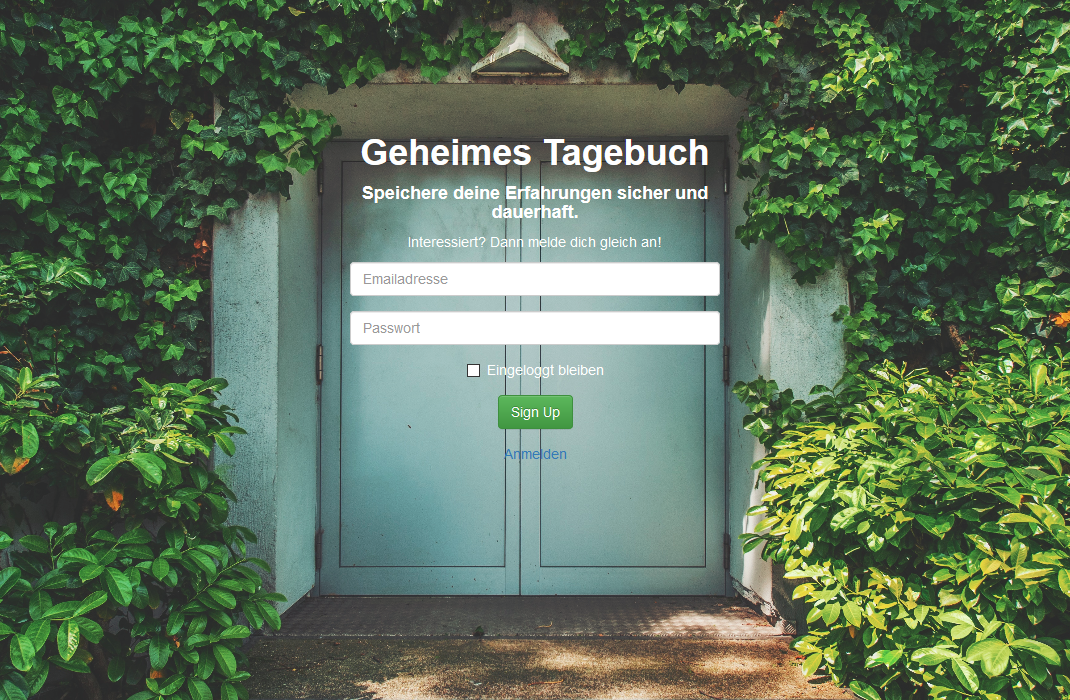 Geheimes Tagebuch
Speichere deine Erfahrungen sicher und
dauerhaft.
Interessiert? Dann melde dich gleich an!
Emailadresse
Passwort
Eingeloggt bleiben
Sign Up
Anmelden